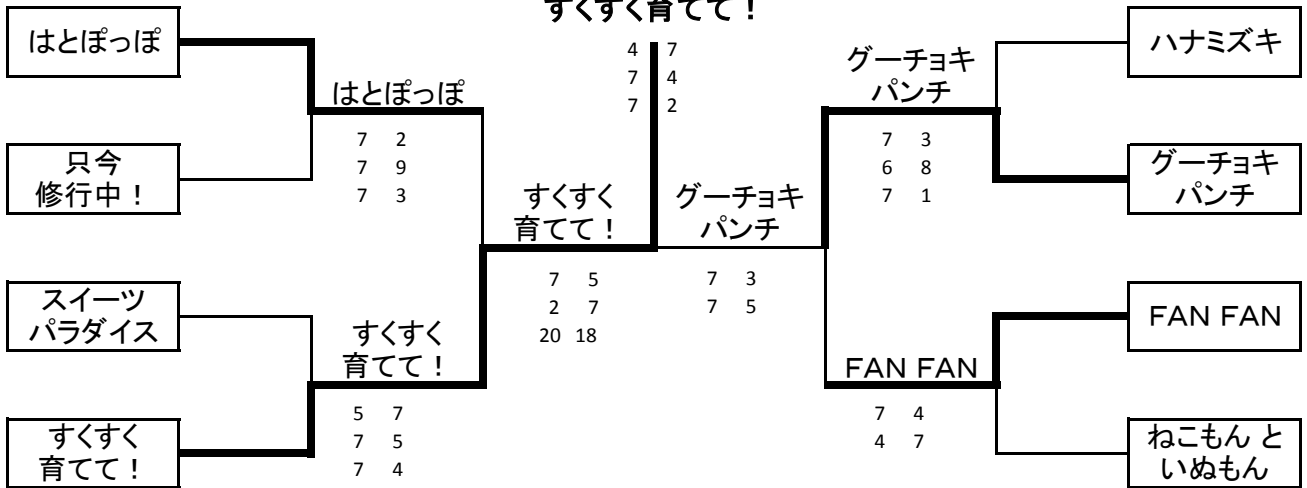 すくすく育てて！
はとぽっぽ
ハナミズキ
4 7
7 4
7 2
グーチョキ
パンチ
はとぽっぽ
7 2
7 9
7 3
7 3
6 8
7 1
只今
修行中！
グーチョキ
パンチ
すくすく
育てて！
グーチョキ
パンチ
7 5
2 7
20 18
7 3
7 5
スイーツ
パラダイス
FAN FAN
すくすく
育てて！
FAN FAN
5 7
7 5
7 4
7 4
4 7
すくすく
育てて！
ねこもん と
いぬもん